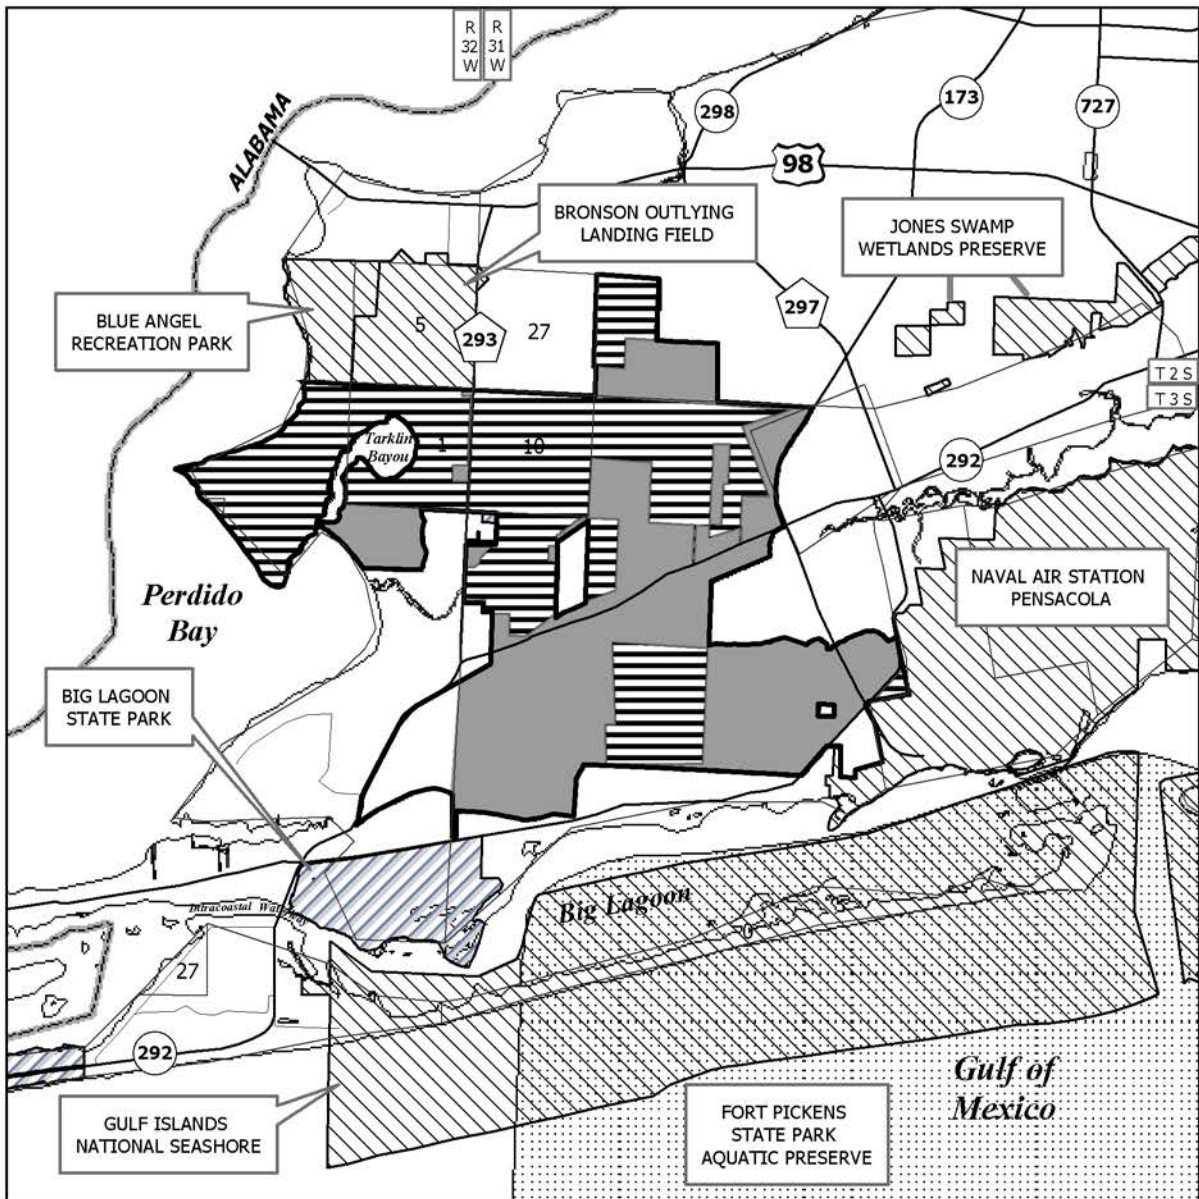 R
32
W
R
31
W
ALABAMA
298
173
727
98
BRONSON OUTLYING
LANDING FIELD
JONES SWAMP
WETLANDS PRESERVE
BLUE ANGEL
RECREATION PARK
297
5
293
27
T 2 S
T 3 S
Tarklin
Bayou
1
10
292
NAVAL AIR STATION
PENSACOLA
Perdido
Bay
BIG LAGOON
STATE PARK
Big Lagoon
Intracoastal Waterway
27
292
Gulf of
Mexico
GULF ISLANDS
NATIONAL SEASHORE
FORT PICKENS
STATE PARK
AQUATIC PRESERVE